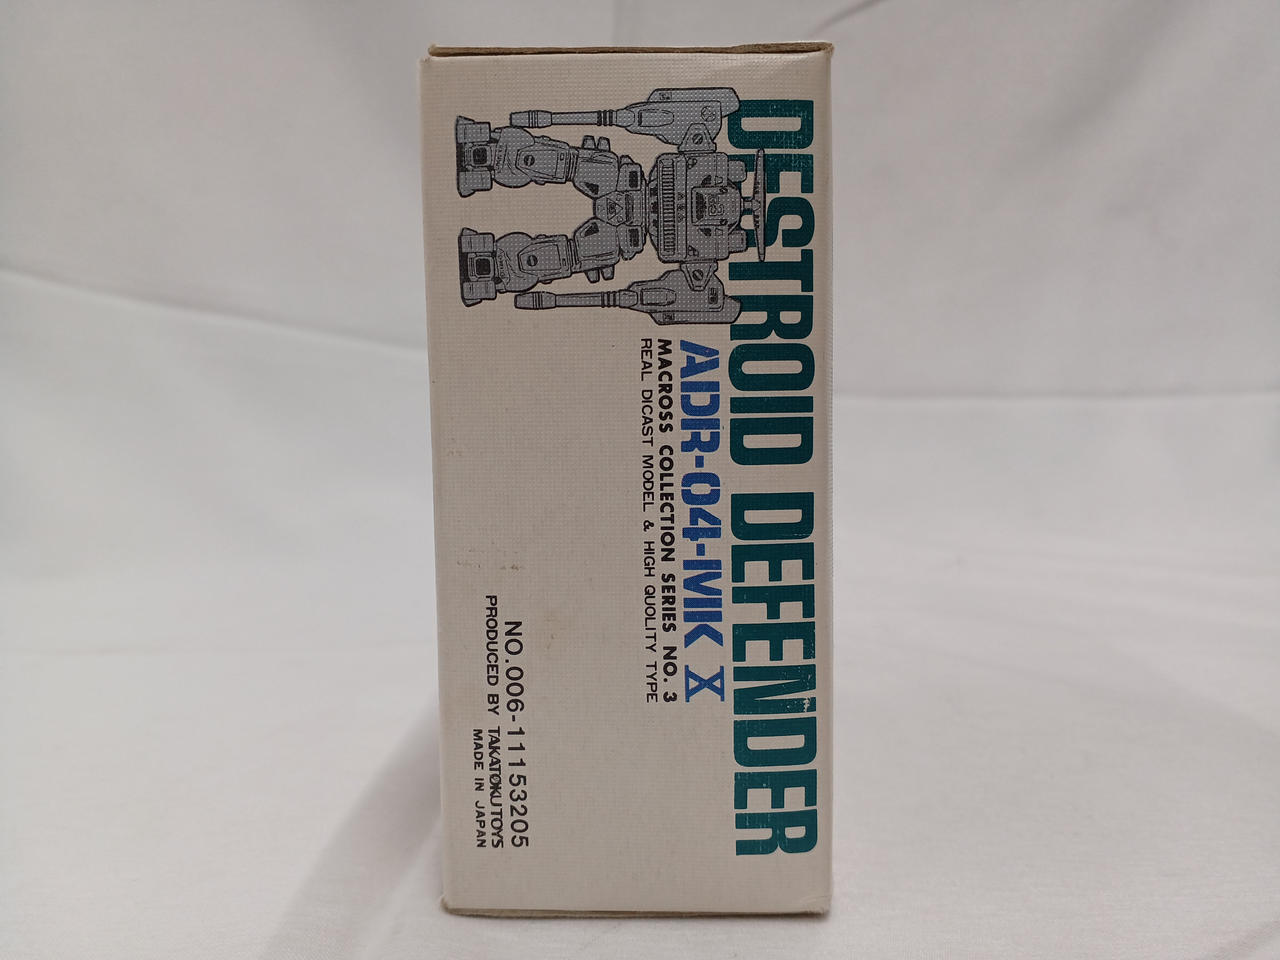 DESTROID DEFENDER
ADR-04-MK X
MACROSS COLLECTION SERIES NO. 3
REAL DICAST MODEL & HIGH QUOLITY TYPE
NO.006-11153205
PRODUCED BY TAKATOKU TOYS
MADE IN JAPAN